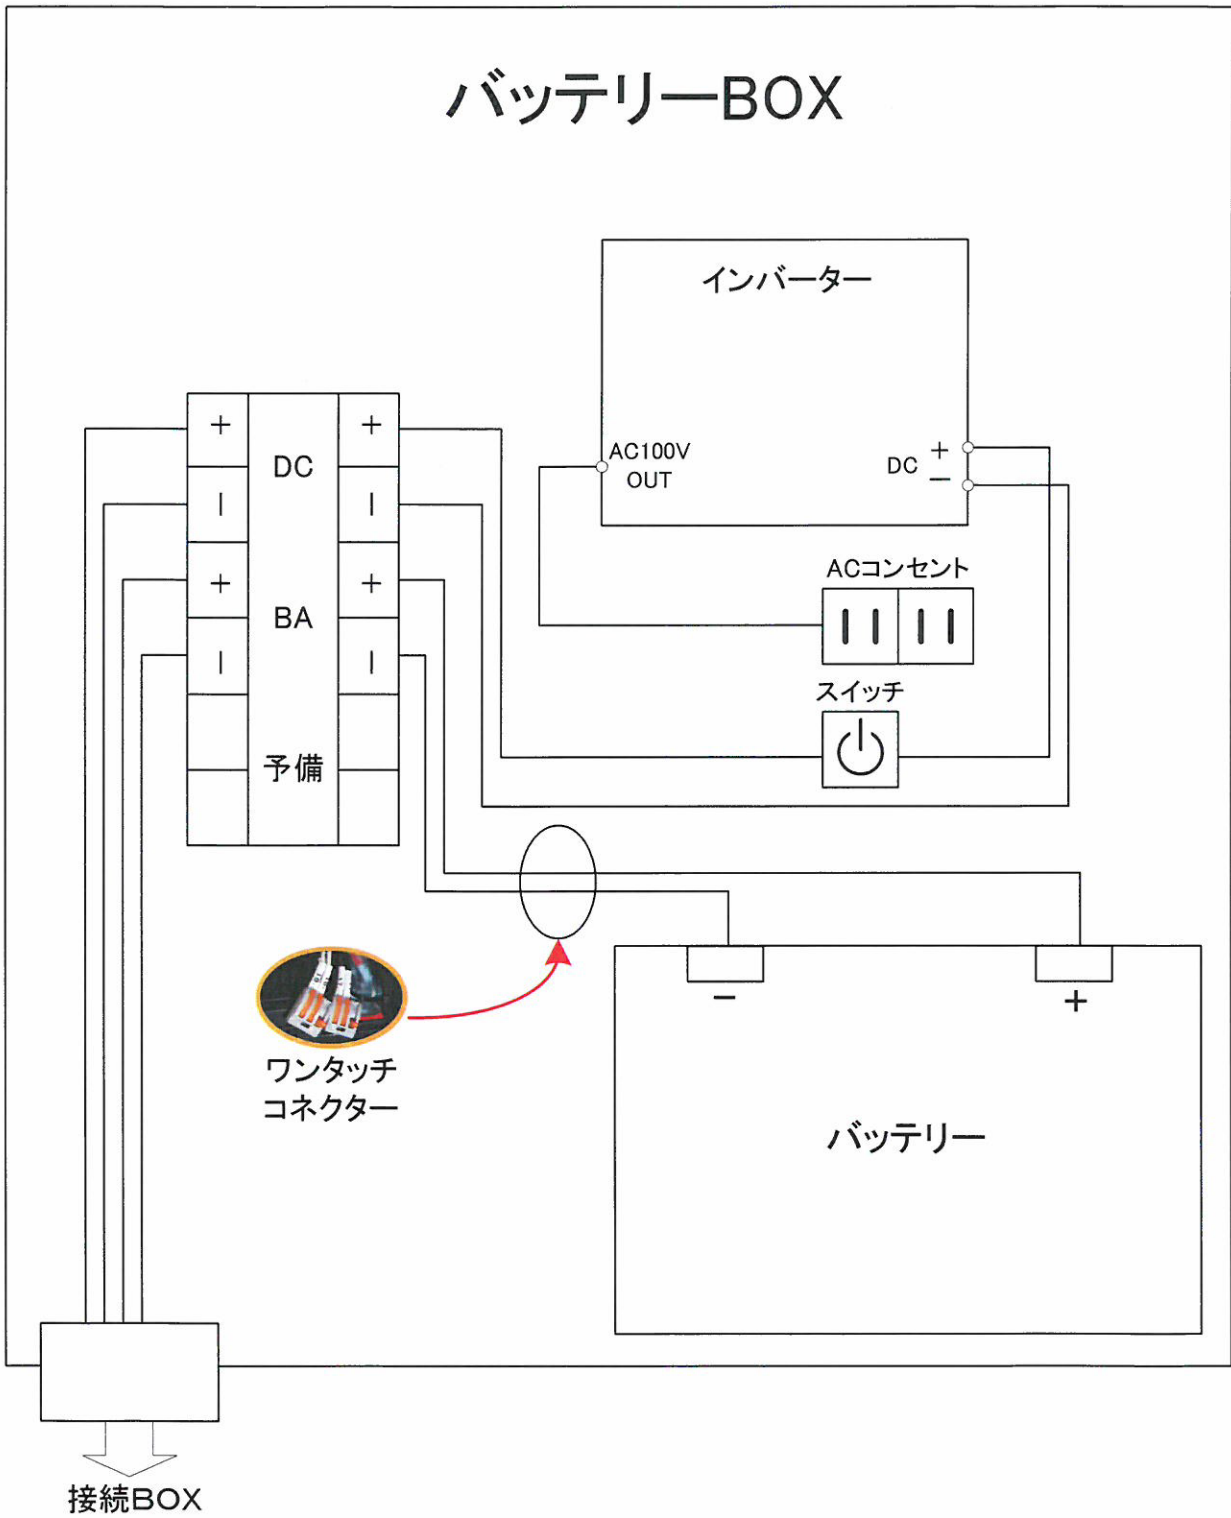 バッテリーBOX
インバーター
AC100V
OUT
DC
+
−
+
DC
+
−
−
+
BA
+
−
−
予備
ACコンセント
スイッチ
ワンタッチ
コネクター
−
+
バッテリー
接続BOX